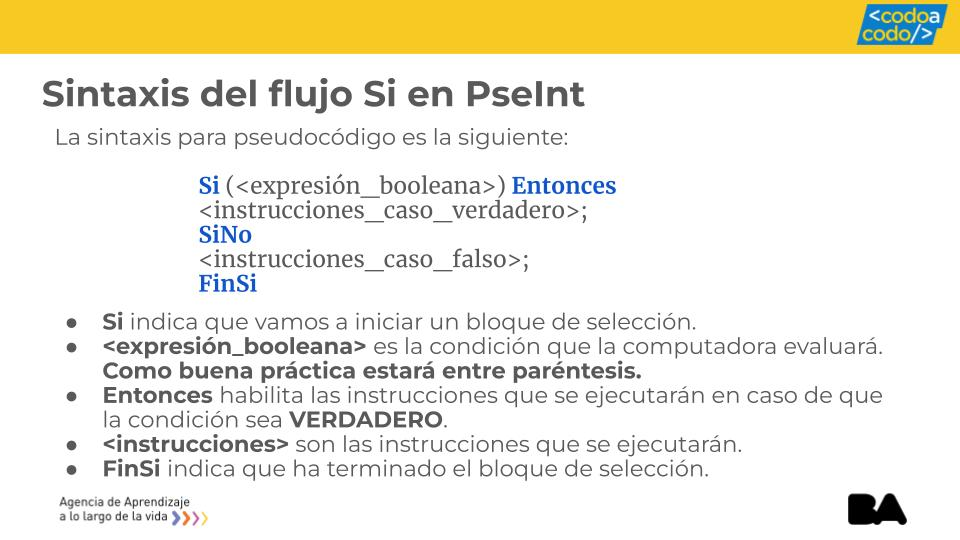 <codoa
codo/>
Sintaxis del flujo Si en PseInt
La sintaxis para pseudocódigo es la siguiente:
Si (<expresión_booleana>) Entonces
<instrucciones_caso_verdadero>;
SiNo
<instrucciones_caso_falso>;
FinSi
● Si indica que vamos a iniciar un bloque de selección.
● <expresión_booleana> es la condición que la computadora evaluará.
Como buena práctica estará entre paréntesis.
● Entonces habilita las instrucciones que se ejecutarán en caso de que
la condición sea VERDADERO.
● <instrucciones> son las instrucciones que se ejecutarán.
● FinSi indica que ha terminado el bloque de selección.
Agencia de Aprendizaje
a lo largo de la vida
BA